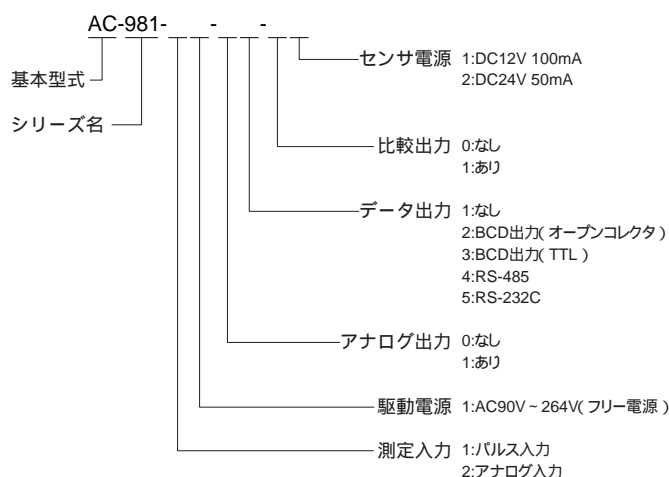 AC-981-  -  -
センサ電源 1:DC12V 100mA
2:DC24V 50mA
基本型式
シリーズ名
比較出力 0:なし
1:あり
データ出力 1:なし
2:BCD出力(オープンコレクタ)
3:BCD出力(TTL)
4:RS-485
5:RS-232C
アナログ出力 0:なし
1:あり
駆動電源 1:AC90V~264V(フリー電源)
測定入力 1:パルス入力
2:アナログ入力